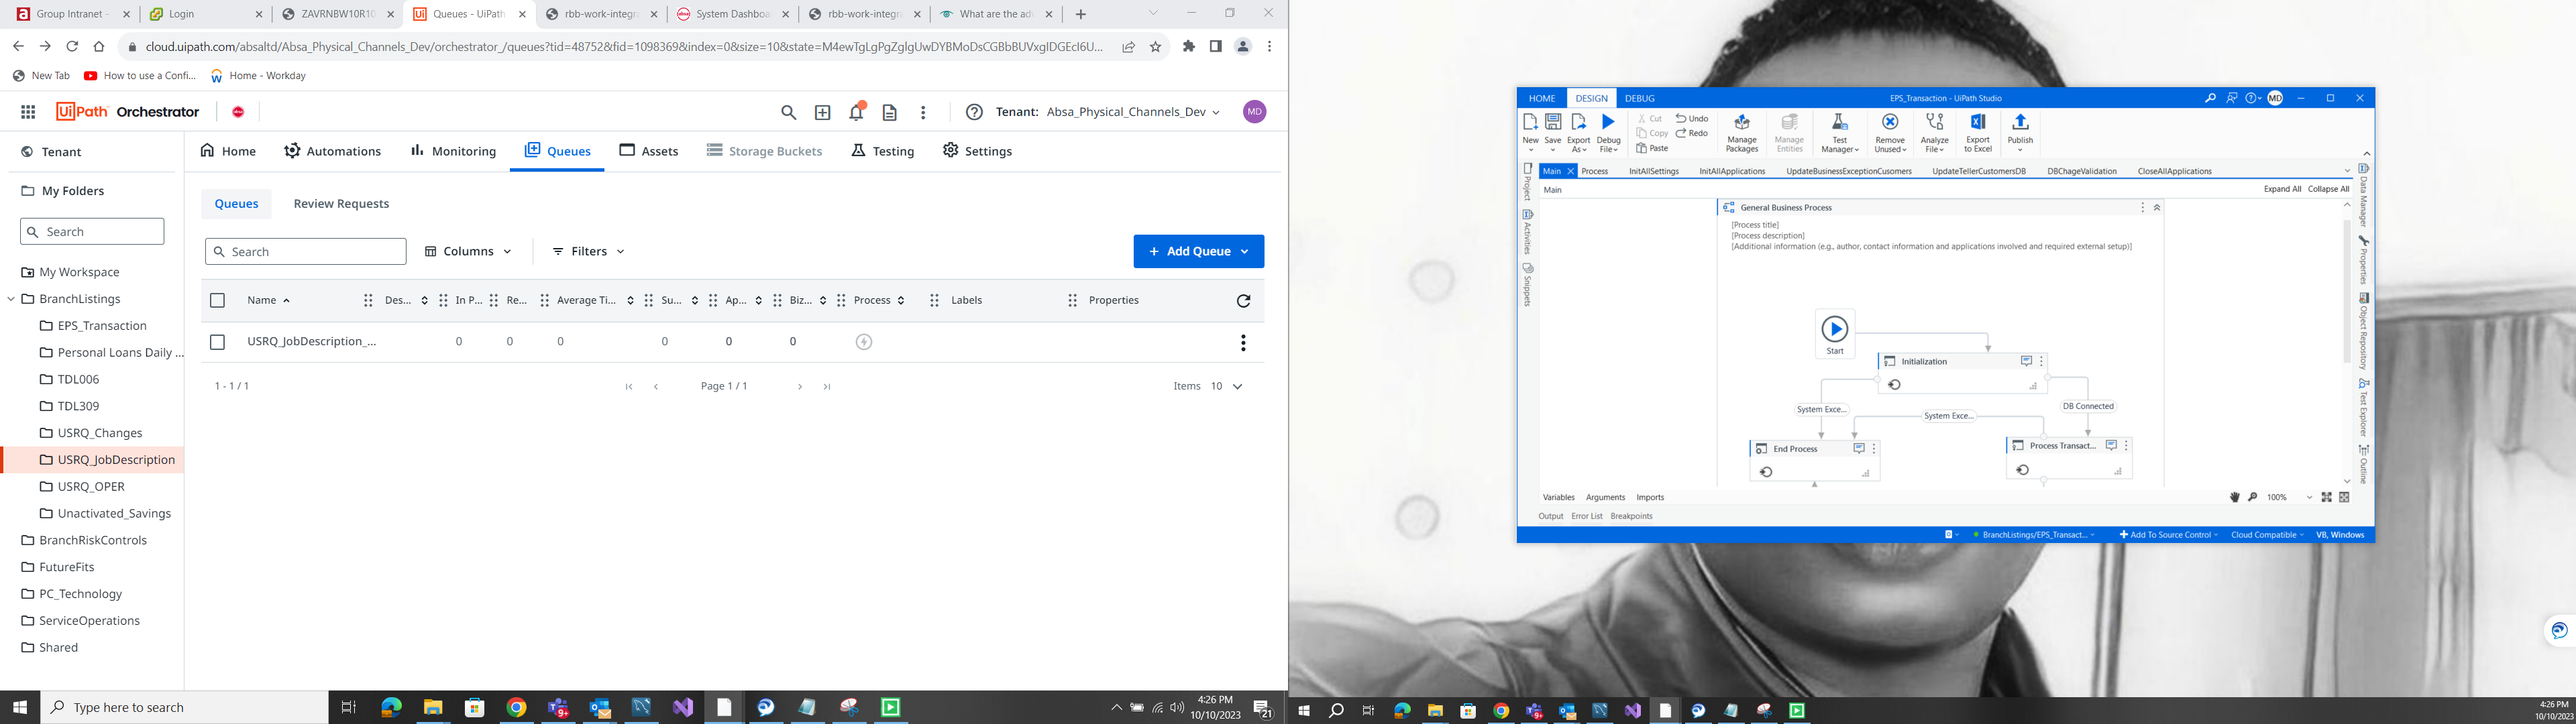 Group Intranet -
Login
ZAVRNBW10R10
Queues - UiPath
rbb-work-integra
System Dashboa
rbb-work-integra
What are the adv
cloud.uipath.com/absaltd/Absa_Physical_Channels_Dev/orchestrator_/queues?tid=48752&fid=1098369&index=0&size=10&state=
New Tab
How to use a Confi...
Home - Workday
UiPath Orchestrator
Tenant: Absa_Physical_Channels_Dev
MD
Tenant
Home
Automations
Monitoring
Queues
Assets
Storage Buckets
Testing
Settings
My Folders
Search
My Workspace
BranchListings
EPS_Transaction
Personal Loans Daily ...
TDL006
TDL309
USRQ_Changes
USRQ_JobDescription
USRQ_OPER
Unactivated_Savings
BranchRiskControls
FutureFits
PC_Technology
ServiceOperations
Shared
Queues
Review Requests
Search
Columns
Filters
+ Add Queue
Name
Des...
In P...
Re...
Average Ti...
Su...
Ap...
Biz...
Process
Labels
Properties
USRQ_JobDescription_...
0
0
0
0
0
0
1 - 1 / 1
Page 1 / 1
Items 10
Type here to search
9+
4:26 PM
10/10/2023
21
HOME
DESIGN
DEBUG
EPS_Transaction - UiPath Studio
MD
New
Save
Export As
Debug File
Cut
Copy
Paste
Undo
Redo
Manage Packages
Manage Entities
Test Manager
Remove Unused
Analyze File
Export to Excel
Publish
Main
Process
InitAllSettings
InitAllApplications
UpdateBusinessExceptionCusomers
UpdateTellerCustomersDB
DBChageValidation
CloseAllApplications
Main
Expand All
Collapse All
Project
Activities
Snippets
General Business Process
[Process title]
[Process description]
[Additional information (e.g., author, contact information and applications involved and required external setup)]
Start
Initialization
System Exce...
System Exce...
DB Connected
End Process
Process Transact...
Data Manager
Properties
Object Repository
Test Explorer
Outline
Variables
Arguments
Imports
100%
Output
Error List
Breakpoints
BranchListings/EPS_Transact...
Add To Source Control
Cloud Compatible
VB, Windows
9+
4:26 PM
10/10/2023